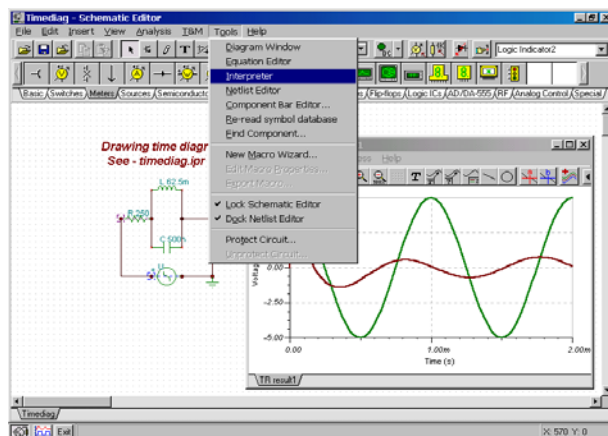 Timediag - Schematic Editor
File Edit Insert View Analysis T&M Tools Help
Logic Indicator2
Basic Switches Meters Sources Semiconduct
Flip-flops Logic ICs AD/DA-555 RF Analog Control Special
Diagram Window
Equation Editor
Interpreter
Netlist Editor
Component Bar Editor...
Re-read symbol database
Find Component...
New Macro Wizard...
Edit Macro Properties...
Export Macro...
Lock Schematic Editor
Dock Netlist Editor
Protect Circuit...
Unprotect Circuit...
Drawing time diagr
See - timediag.ipr
L 62.5m
R 250
C 500n
Help
Voltag
0.00
-2.50
-5.00
0.00 1.00m 2.00m
Time (s)
TR result1
Timediag
Exit
X: 570 Y: 0